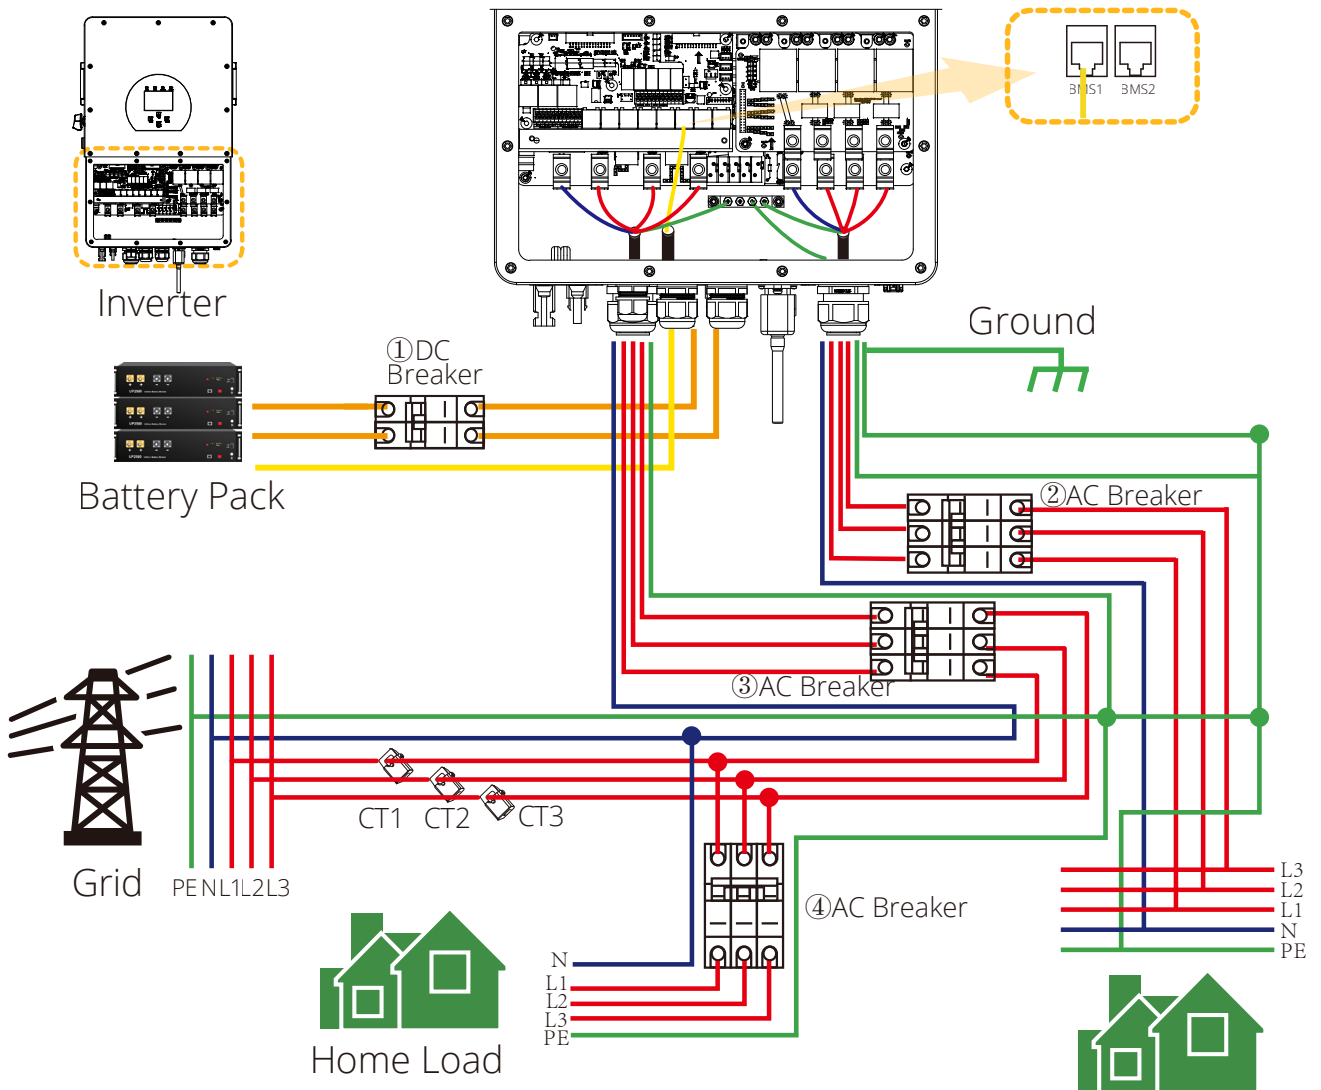 BMS1 BMS2
Inverter
Ground
①DC
Breaker
Battery Pack
②AC Breaker
③AC Breaker
CT1 CT2 CT3
Grid
PE N L1 L2 L3
④AC Breaker
L3
L2
L1
N
PE
N
L1
L2
L3
PE
Home Load